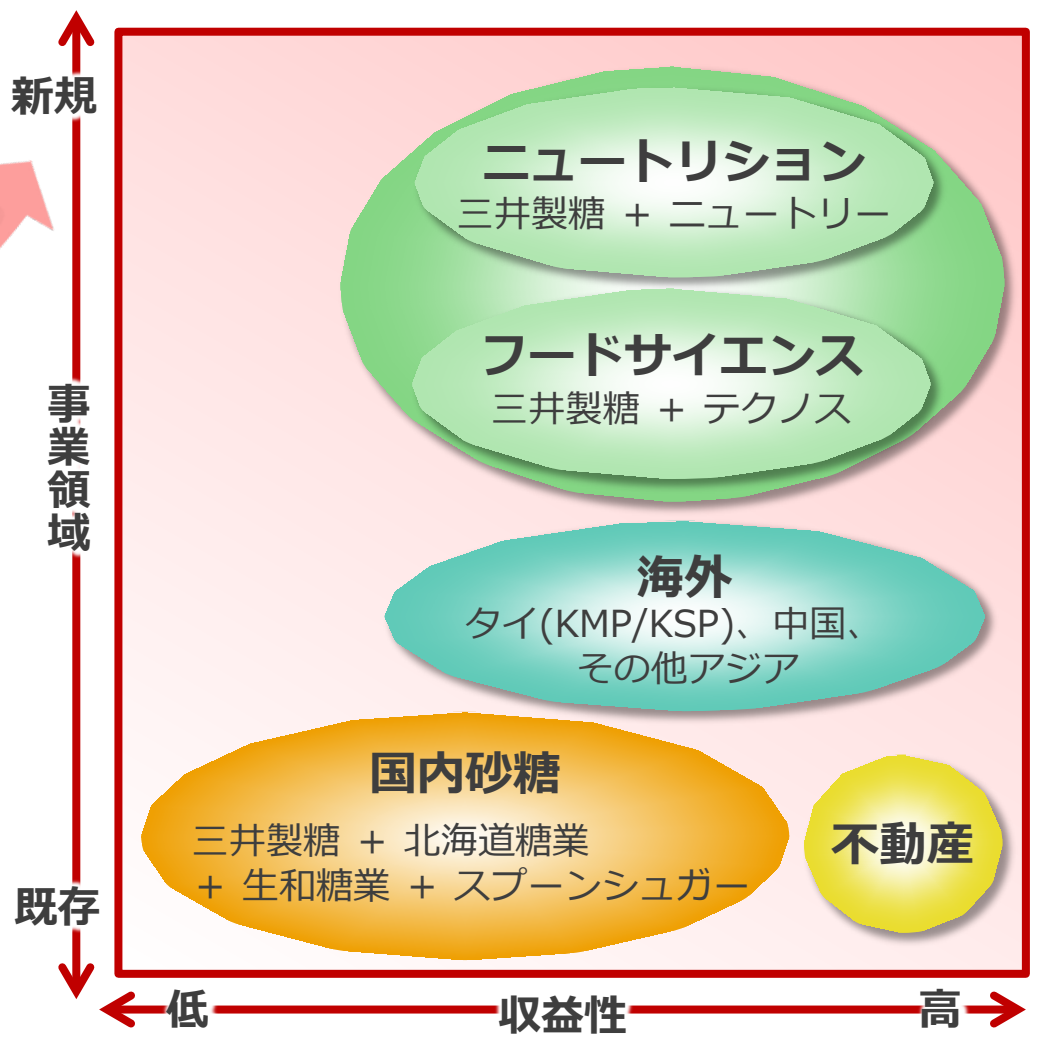 新規
ニュートリション
三井製糖 + ニュートリー
フードサイエンス
三井製糖 + テクノス
事業領域
海外
タイ(KMP/KSP)、中国、
その他アジア
国内砂糖
三井製糖 + 北海道糖業
+ 生和糖業 + スプーンシュガー
不動産
既存
低
収益性
高